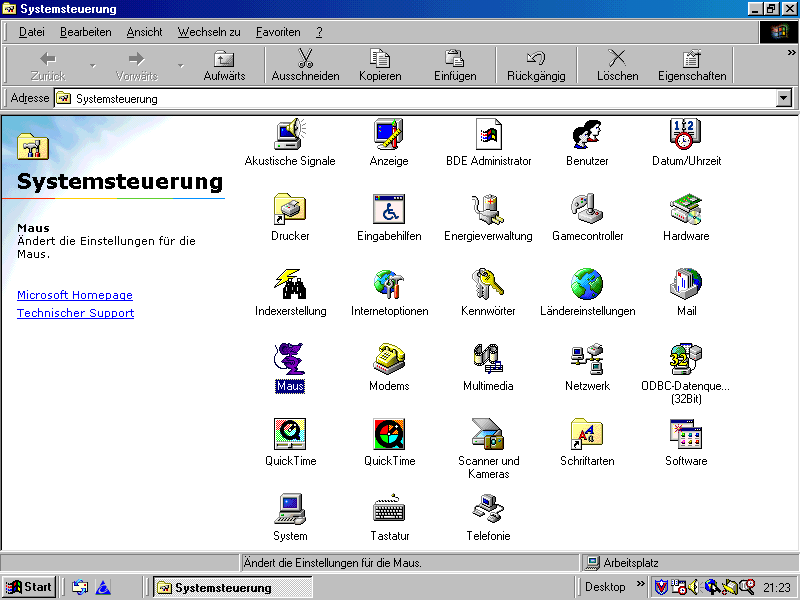 Systemsteuerung
Datei Bearbeiten Ansicht Wechseln zu Favoriten ?
Zurück Vorwärts Aufwärts Ausschneiden Kopieren Einfügen Rückgängig Löschen Eigenschaften »
Adresse Systemsteuerung
Systemsteuerung
Maus
Ändert die Einstellungen für die
Maus.
Microsoft Homepage
Technischer Support
Akustische Signale Anzeige BDE Administrator Benutzer Datum/Uhrzeit
Drucker Eingabehilfen Energieverwaltung Gamecontroller Hardware
Indexerstellung Internetoptionen Kennwörter Ländereinstellungen Mail
Maus Modems Multimedia Netzwerk ODBC-Datenque...
(32Bit)
QuickTime QuickTime Scanner und Schriftarten Software
Kameras
System Tastatur Telefonie
Ändert die Einstellungen für die Maus. Arbeitsplatz
Start Systemsteuerung Desktop » 21:23